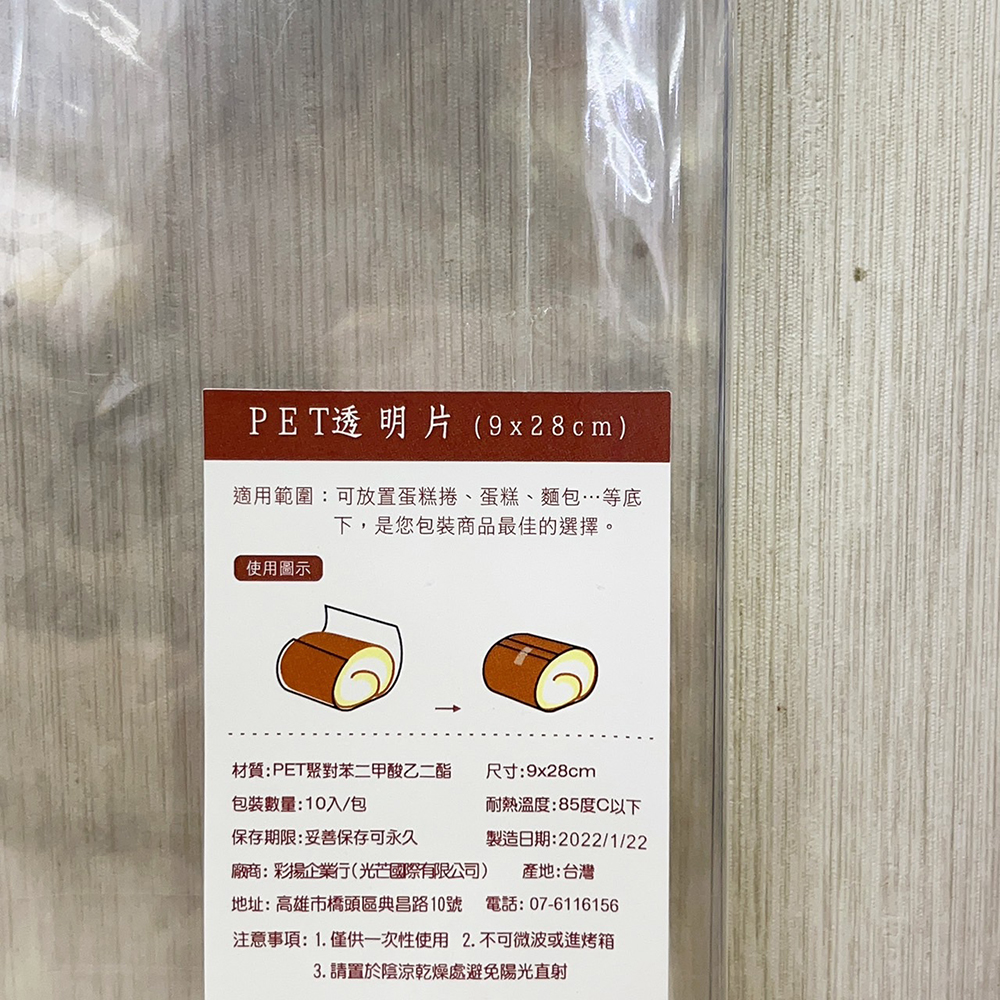 PET透明片(9x28cm)
適用範圍：可放置蛋糕捲、蛋糕、麵包…等底
下，是您包裝商品最佳的選擇。
使用圖示
材質:PET聚對苯二甲酸乙二酯 尺寸:9x28cm
包裝數量:10入/包 耐熱溫度:85度C以下
保存期限:妥善保存可永久 製造日期:2022/1/22
廠商: 彩揚企業行(光芒國際有限公司) 產地:台灣
地址: 高雄市橋頭區典昌路10號 電話: 07-6116156
注意事項: 1. 僅供一次性使用 2. 不可微波或進烤箱
3. 請置於陰涼乾燥處避免陽光直射